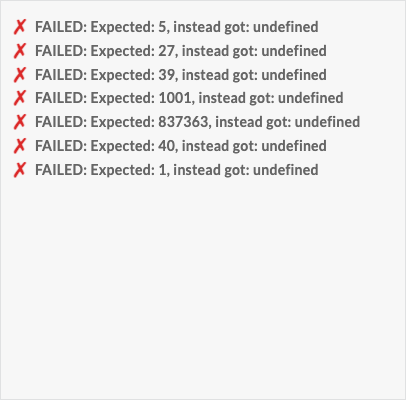 ✗ FAILED: Expected: 5, instead got: undefined
✗ FAILED: Expected: 27, instead got: undefined
✗ FAILED: Expected: 39, instead got: undefined
✗ FAILED: Expected: 1001, instead got: undefined
✗ FAILED: Expected: 837363, instead got: undefined
✗ FAILED: Expected: 40, instead got: undefined
✗ FAILED: Expected: 1, instead got: undefined